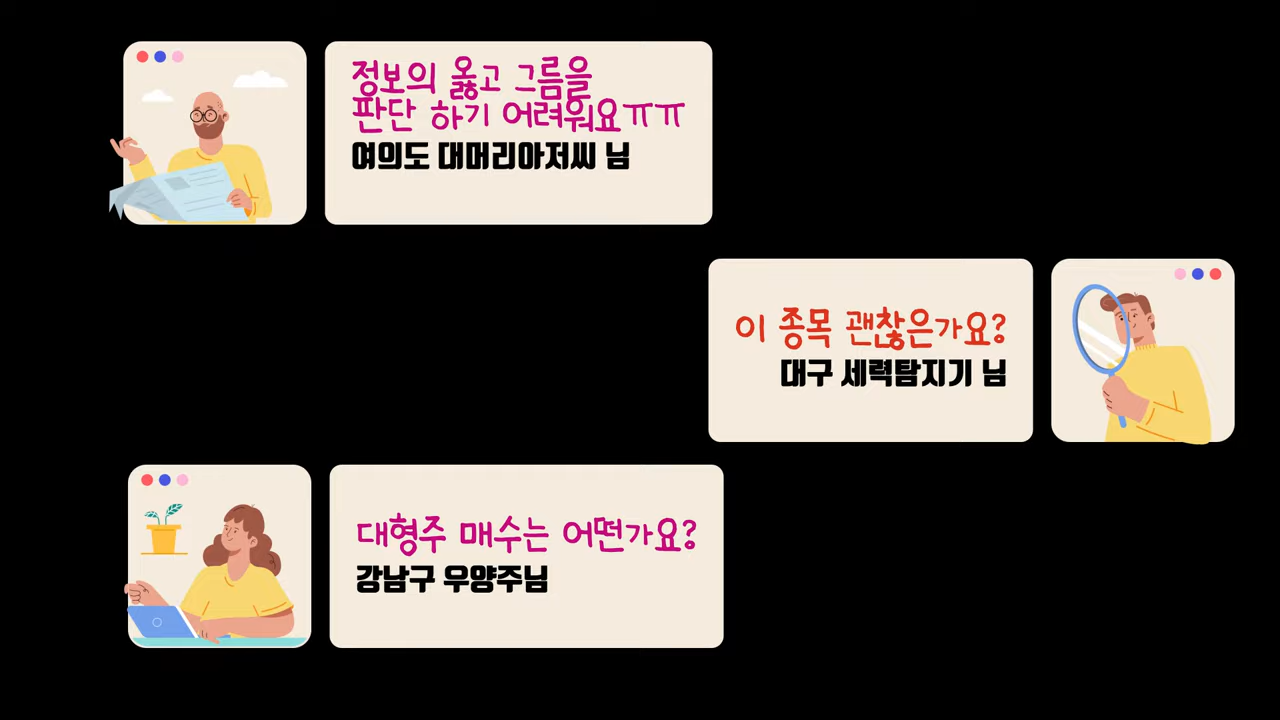 정보의 옳고 그름을
판단 하기 어려워요ㅠㅠ
여의도 대머리아저씨 님
이 종목 괜찮은가요?
대구 세력탐지기 님
대형주 매수는 어떤가요?
강남구 우양주님